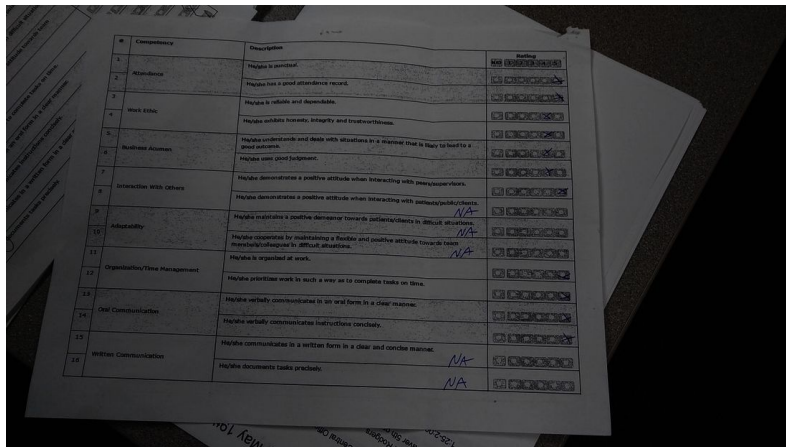 # Competency Description Rating
N/A 1 2 3 4 5
1 Attendance He/she is punctual.
2 He/she has a good attendance record.
3 Work Ethic He/she is reliable and dependable.
4 He/she exhibits honesty, integrity and trustworthiness.
5 Business Acumen He/she understands and deals with situations in a manner that is likely to lead to a
good outcome.
6 He/she uses good judgment.
7 Interaction With Others He/she demonstrates a positive attitude when interacting with peers/supervisors.
8 He/she demonstrates a positive attitude when interacting with patients/public/clients.
NA
9 Adaptability He/she maintains a positive demeanor towards patients/clients in difficult situations.
NA
10 He/she cooperates by maintaining a flexible and positive attitude towards team
members/colleagues in difficult situations.
NA
11 Organization/Time Management He/she is organized at work.
12 He/she prioritizes work in such a way as to complete tasks on time.
13 Oral Communication He/she verbally communicates in an oral form in a clear manner.
14 He/she verbally communicates instructions concisely.
15 Written Communication He/she communicates in a written form in a clear and concise manner.
NA
16 He/she documents tasks precisely.
NA